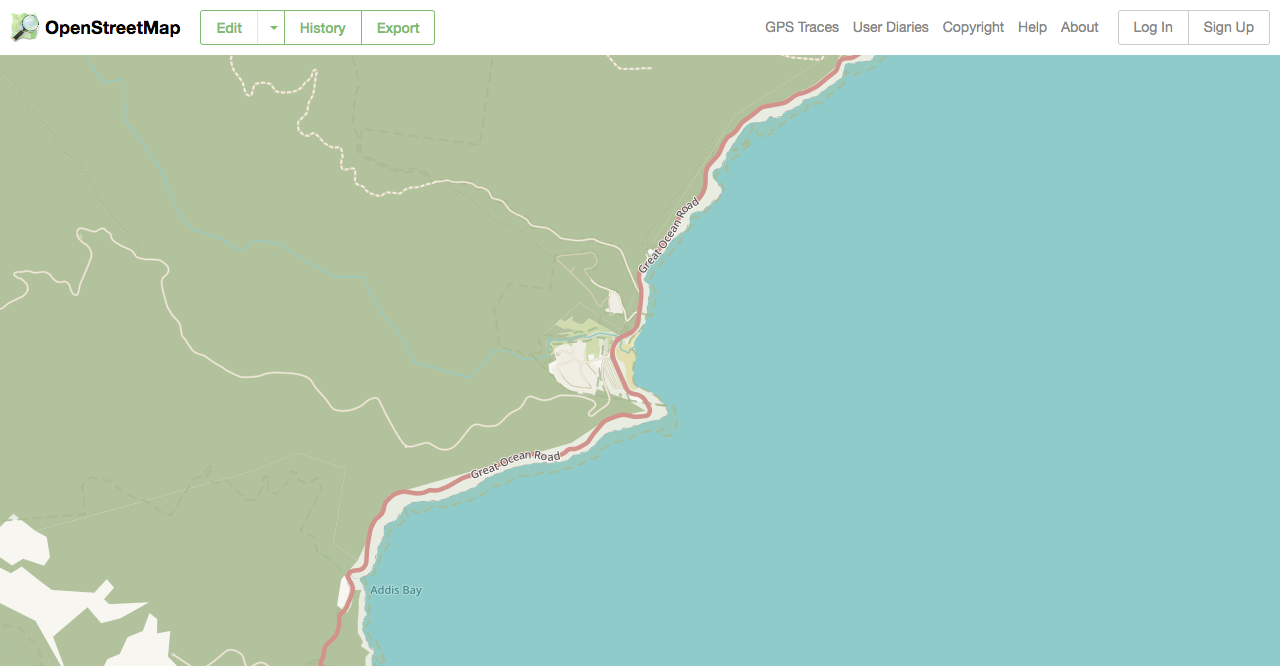 OpenStreetMap Edit History Export GPS Traces User Diaries Copyright Help About Log In Sign Up
Great Ocean Road
Great Ocean Road
Addis Bay